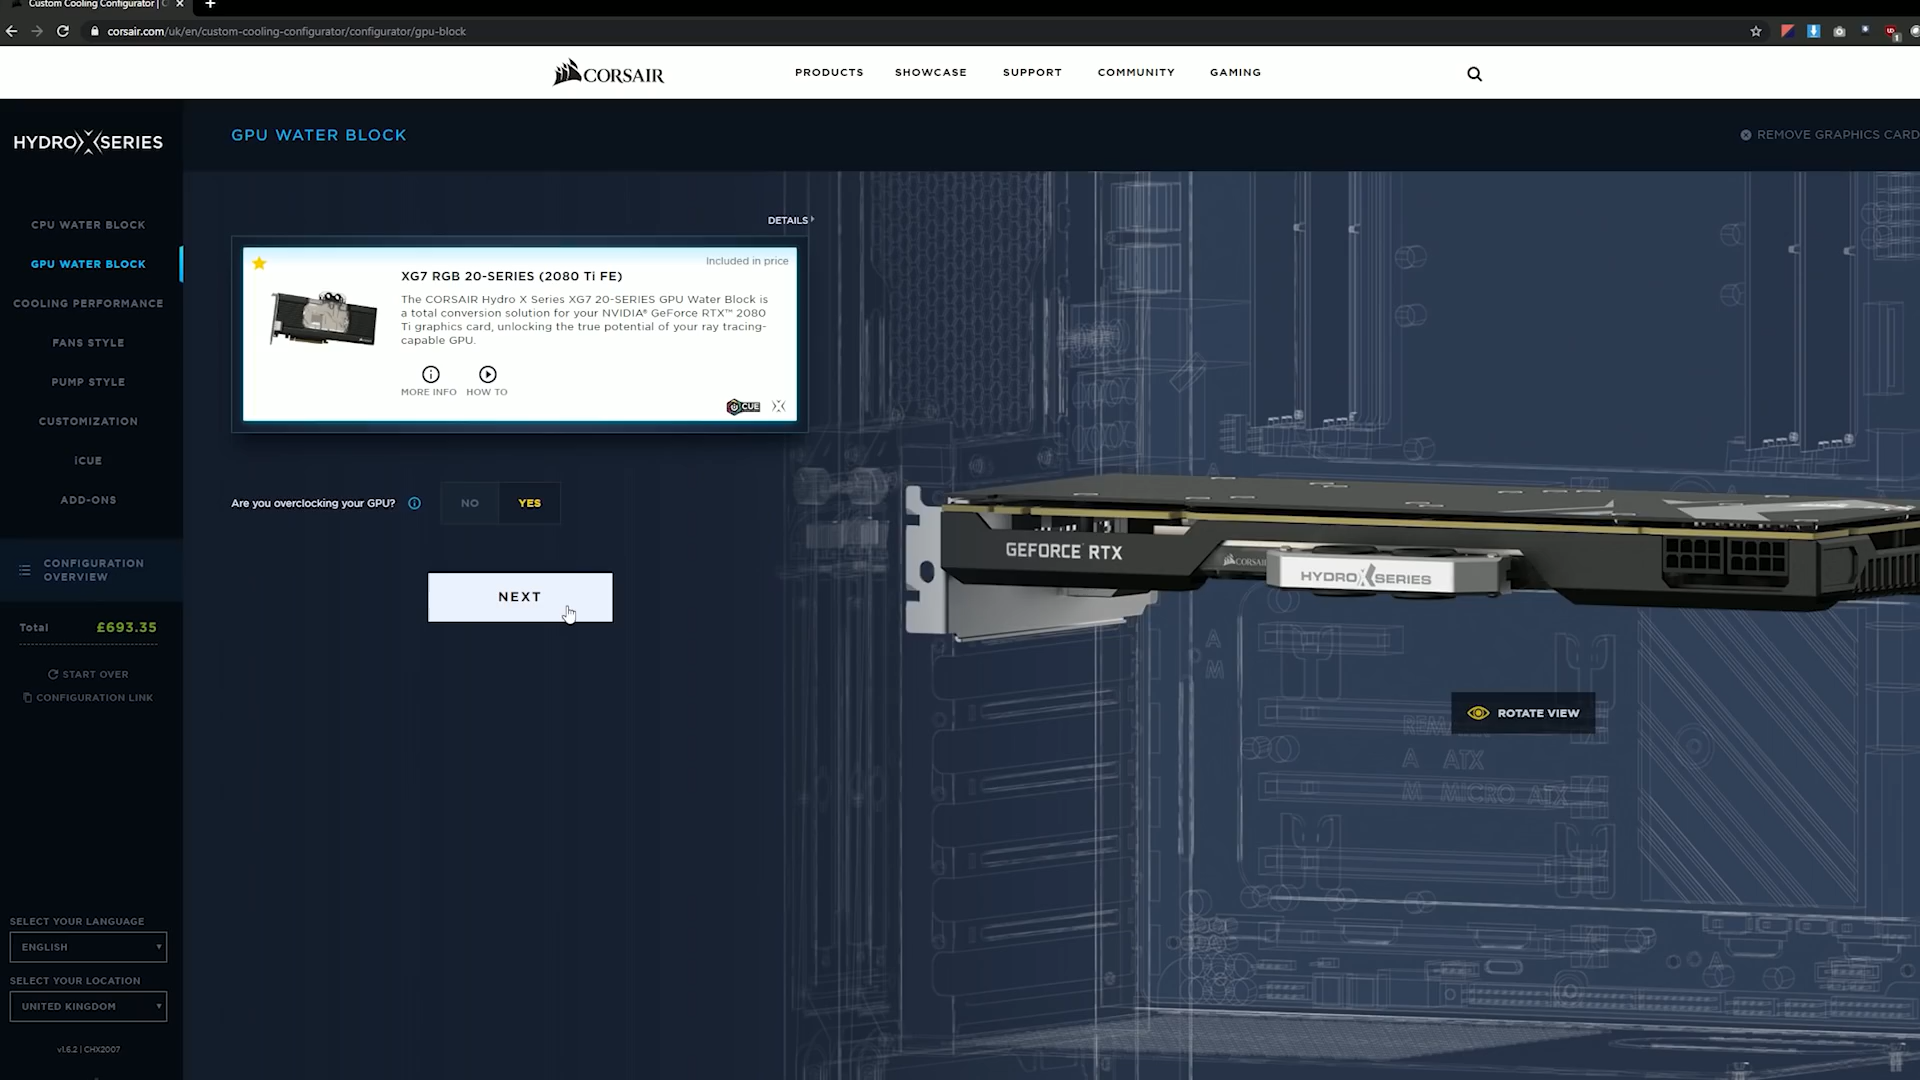 Custom Cooling Configurator |
corsair.com/uk/en/custom-cooling-configurator/configurator/gpu-block
CORSAIR
PRODUCTS
SHOWCASE
SUPPORT
COMMUNITY
GAMING
HYDRO X SERIES
GPU WATER BLOCK
REMOVE GRAPHICS CARD
CPU WATER BLOCK
GPU WATER BLOCK
COOLING PERFORMANCE
FANS STYLE
PUMP STYLE
CUSTOMIZATION
iCUE
ADD-ONS
CONFIGURATION
OVERVIEW
Total £693.35
START OVER
CONFIGURATION LINK
SELECT YOUR LANGUAGE
ENGLISH
SELECT YOUR LOCATION
UNITED KINGDOM
v1.6.2 | CHX2007
DETAILS
Included in price
XG7 RGB 20-SERIES (2080 Ti FE)
The CORSAIR Hydro X Series XG7 20-SERIES GPU Water Block is
a total conversion solution for your NVIDIA® GeForce RTX™ 2080
Ti graphics card, unlocking the true potential of your ray tracing-
capable GPU.
MORE INFO
HOW TO
CUE
Are you overclocking your GPU?
NO
YES
NEXT
GEFORCE RTX
CORSAIR
HYDRO X SERIES
ROTATE VIEW
A
M
A ATX
M MICRO ATX